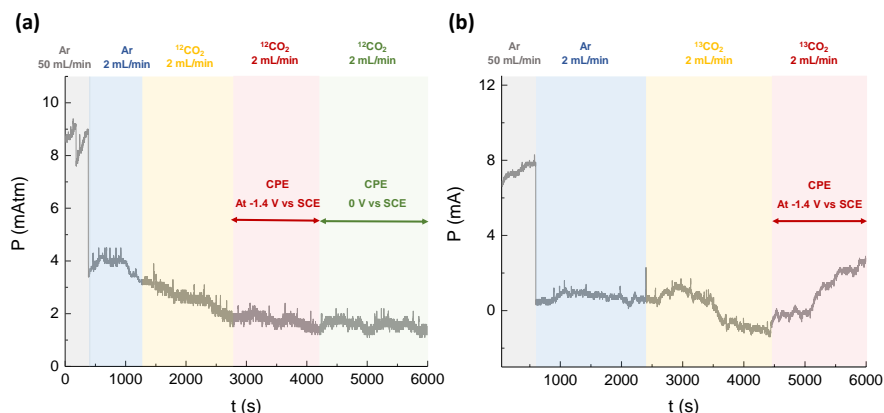 (a)
Ar
50 mL/min
Ar
2 mL/min
¹²CO₂
2 mL/min
¹²CO₂
2 mL/min
¹²CO₂
2 mL/min
P (mAtm)
10
8
6
4
2
0
CPE
At -1.4 V vs SCE
CPE
0 V vs SCE
0 1000 2000 3000 4000 5000 6000
t (s)
(b)
Ar
50 mL/min
Ar
2 mL/min
¹³CO₂
2 mL/min
¹³CO₂
2 mL/min
P (mA)
12
8
4
0
CPE
At -1.4 V vs SCE
1000 2000 3000 4000 5000 6000
t (s)